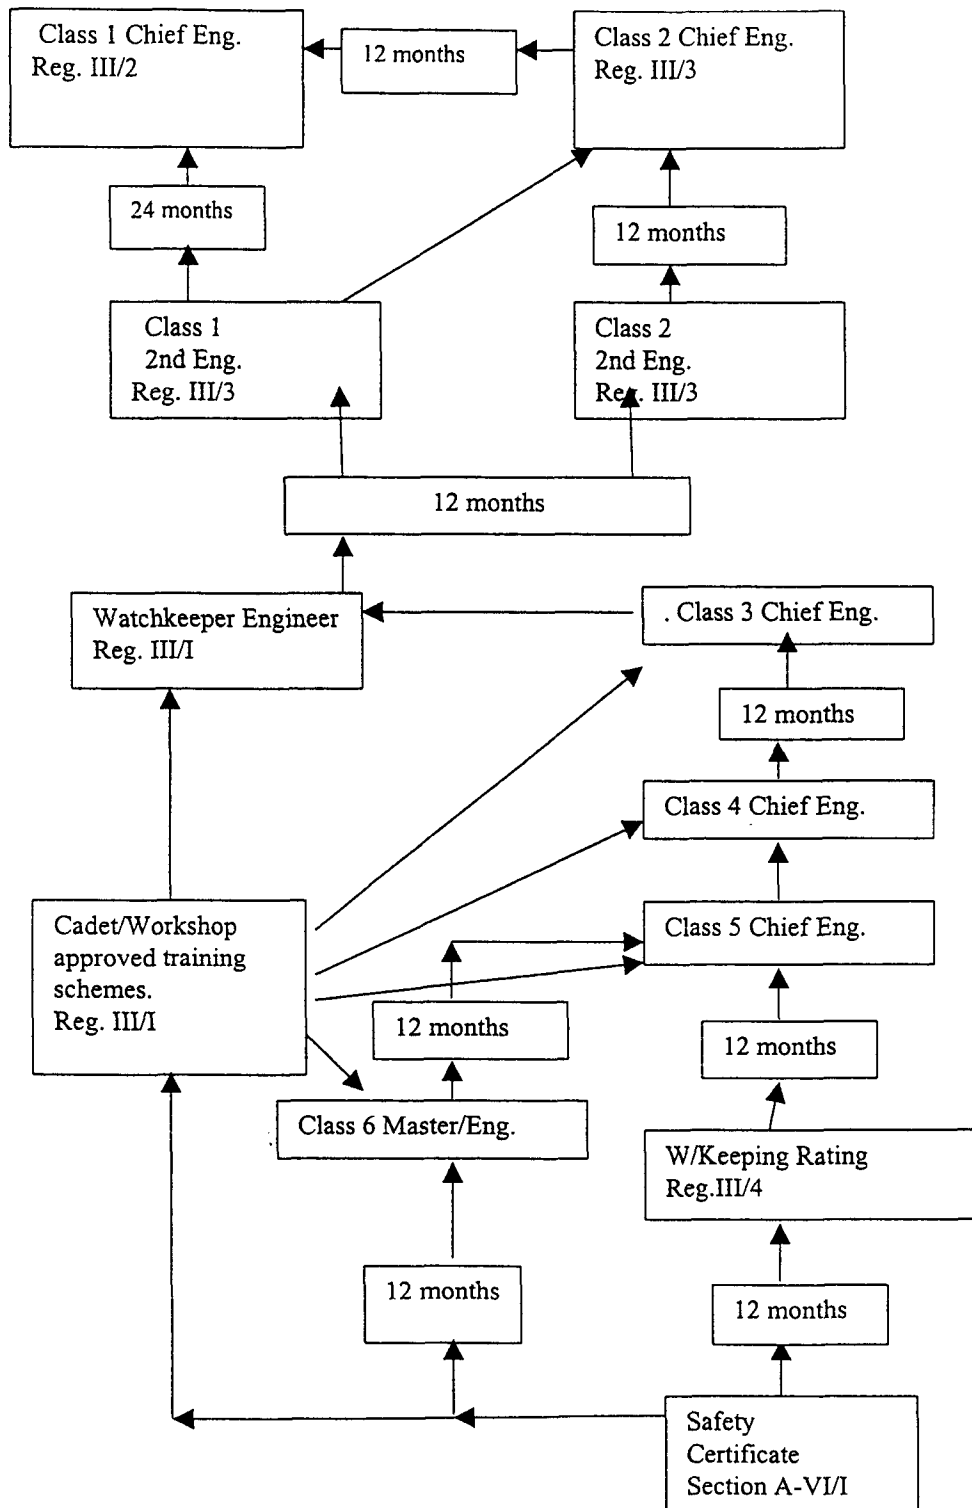 Class 1 Chief Eng.
Reg. III/2
12 months
Class 2 Chief Eng.
Reg. III/3
24 months
12 months
Class 1
2nd Eng.
Reg. III/3
Class 2
2nd Eng.
Reg. III/3
12 months
Watchkeeper Engineer
Reg. III/I
. Class 3 Chief Eng.
12 months
Class 4 Chief Eng.
Cadet/Workshop
approved training
schemes.
Reg. III/I
Class 5 Chief Eng.
12 months
12 months
Class 6 Master/Eng.
W/Keeping Rating
Reg.III/4
12 months
12 months
Safety
Certificate
Section A-VI/I